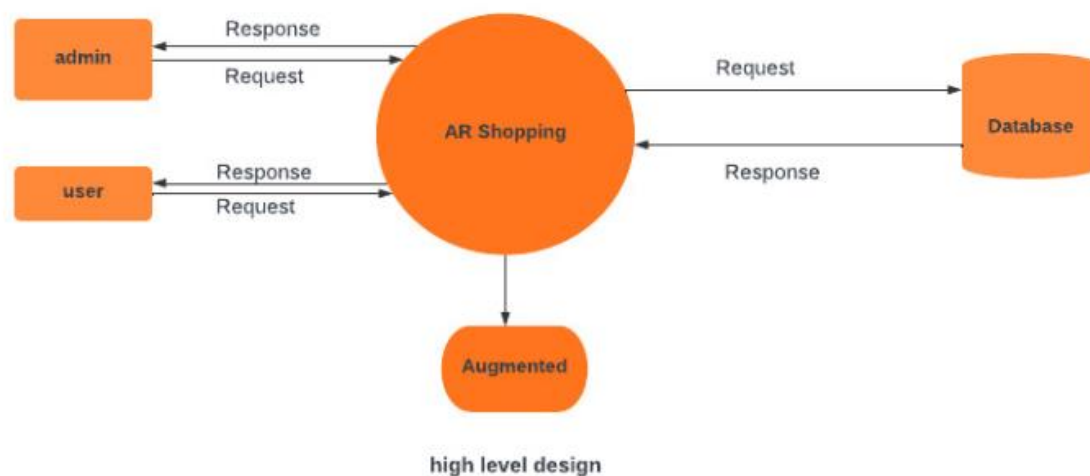 Response
admin
Request
AR Shopping
Request
Database
Response
Response
user
Request
Augmented
high level design